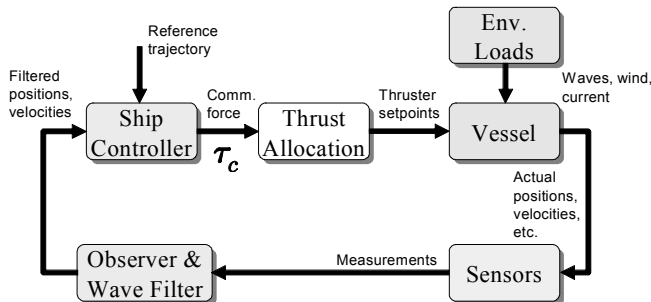 Reference
trajectory
Env.
Loads
Filtered
positions,
velocities
Comm.
force
Thruster
setpoints
Waves, wind,
current
Ship
Controller
Thrust
Allocation
Vessel
τc
Actual
positions,
velocities,
etc.
Observer &
Wave Filter
Measurements
Sensors